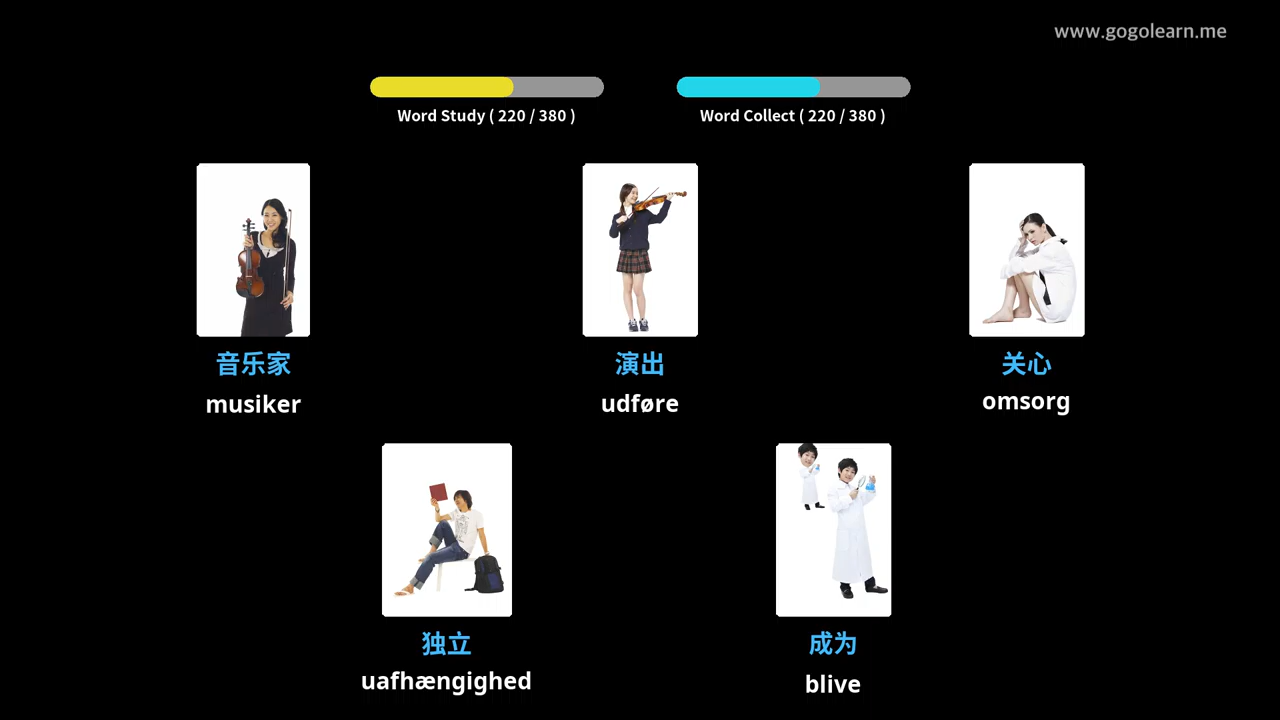 www.gogolearn.me
Word Study ( 220 / 380 )
Word Collect ( 220 / 380 )
音乐家
musiker
演出
udføre
关心
omsorg
独立
uafhængighed
成为
blive